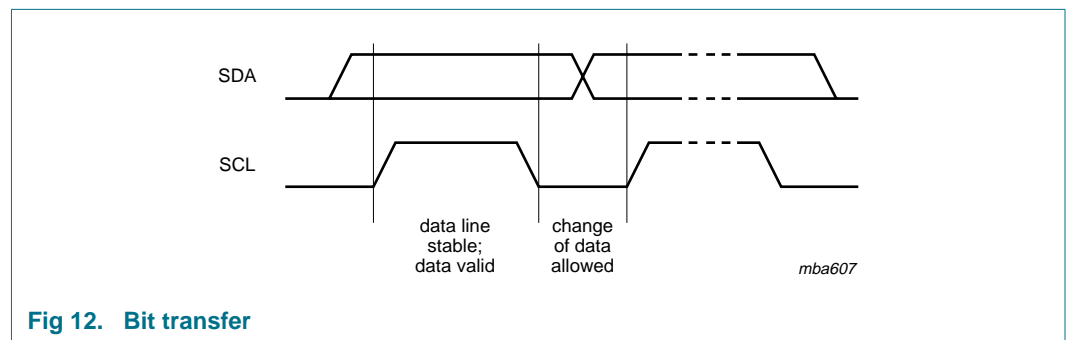 SDA
SCL
data line
stable;
data valid
change
of data
allowed
mba607
Fig 12. Bit transfer